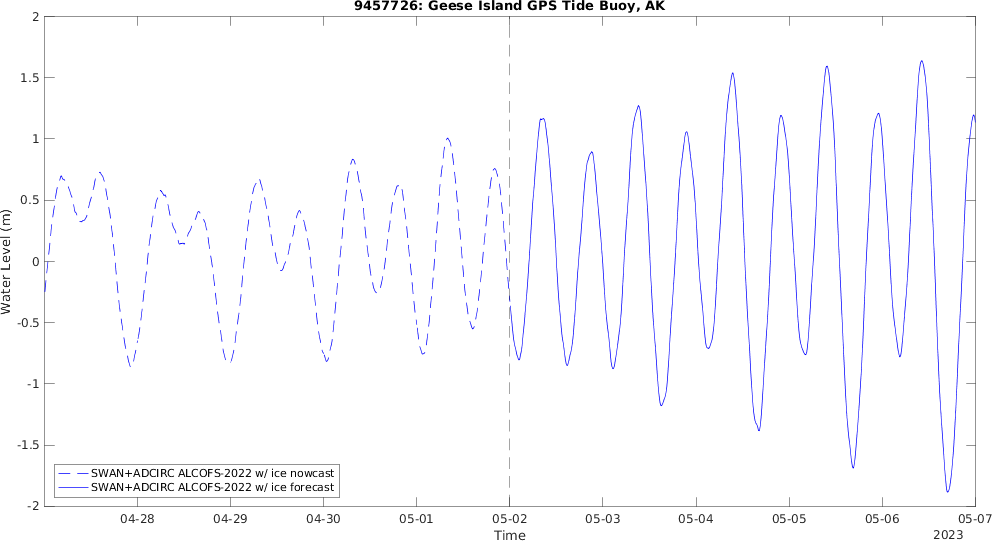 9457726: Geese Island GPS Tide Buoy, AK
2
1.5
1
0.5
0
-0.5
-1
-1.5
-2
Water Level (m)
SWAN+ADCIRC ALCOFS-2022 w/ ice nowcast
SWAN+ADCIRC ALCOFS-2022 w/ ice forecast
04-28 04-29 04-30 05-01 05-02 05-03 05-04 05-05 05-06 05-07
Time
2023